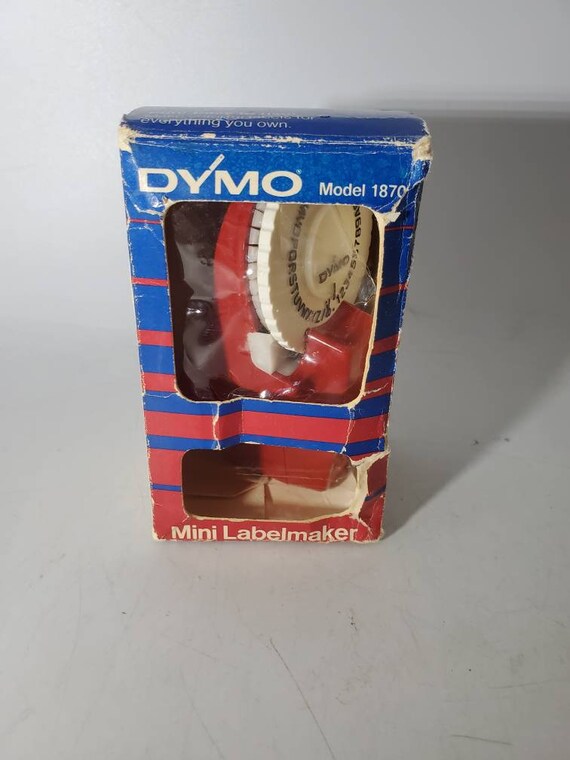 everything you own.
DYMO
Model 1870
DYMO
Mini Labelmaker